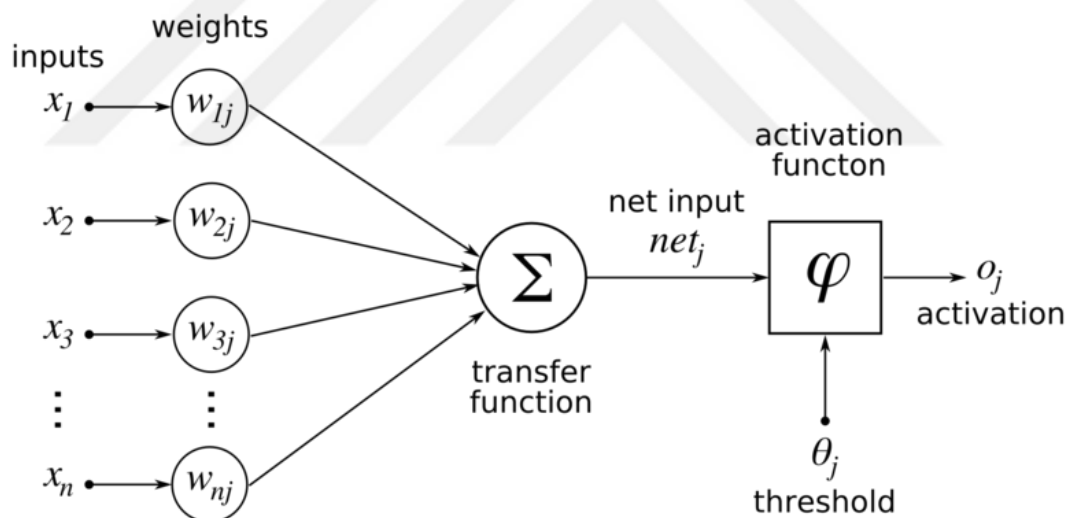 weights
inputs
x1
w1j
activation
functon
x2
w2j
net input
netj
Σ
φ
oj
activation
x3
w3j
transfer
function
⋮
⋮
θj
threshold
xn
wnj